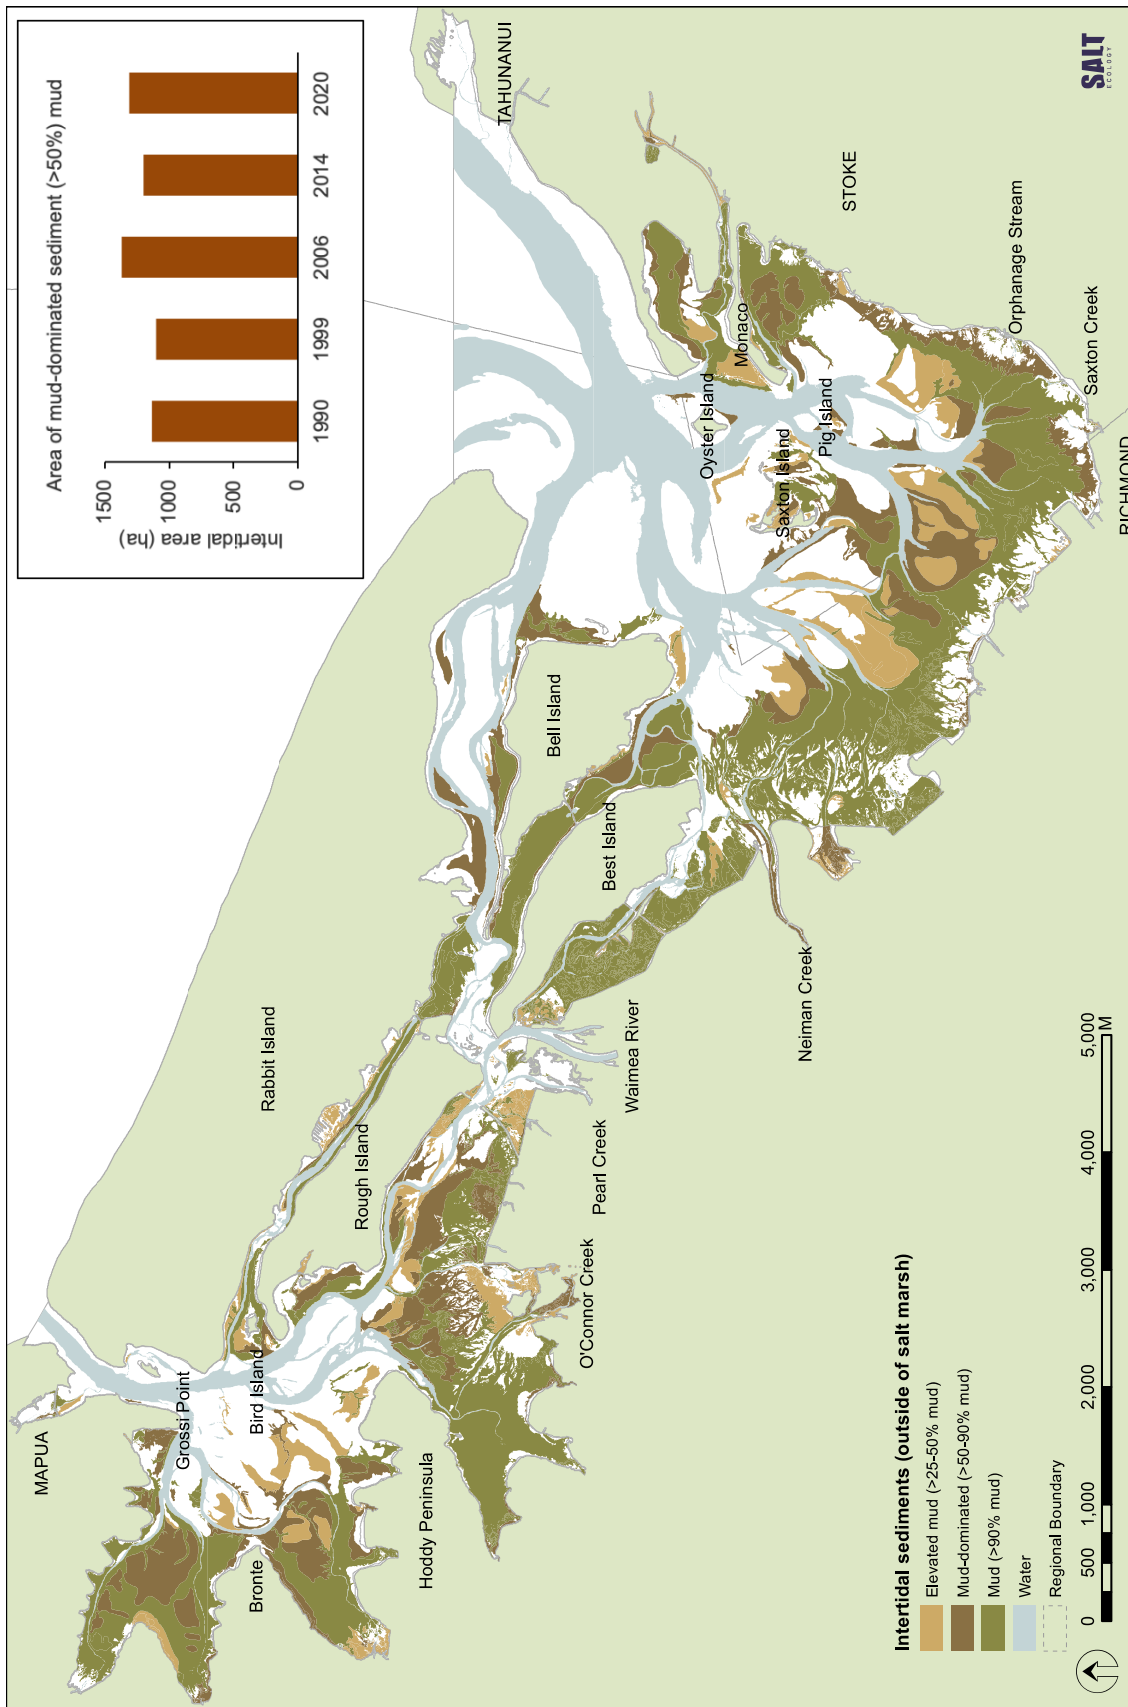 Area of mud-dominated sediment (>50%) mud
Intertidal area (ha)
1500
1000
500
0
1990
1999
2006
2014
2020
SALT
ECOLOGY
TAHUNANUI
STOKE
Monaco
Oyster Island
Saxton Island
Pig Island
Orphanage Stream
Saxton Creek
RICHMOND
Bell Island
Best Island
Rabbit Island
Rough Island
Neiman Creek
Waimea River
Pearl Creek
O'Connor Creek
MAPUA
Grossi Point
Bird Island
Bronte
Hoddy Peninsula
Intertidal sediments (outside of salt marsh)
Elevated mud (>25-50% mud)
Mud-dominated (>50-90% mud)
Mud (>90% mud)
Water
Regional Boundary
0 500 1,000 2,000 3,000 4,000 5,000
M